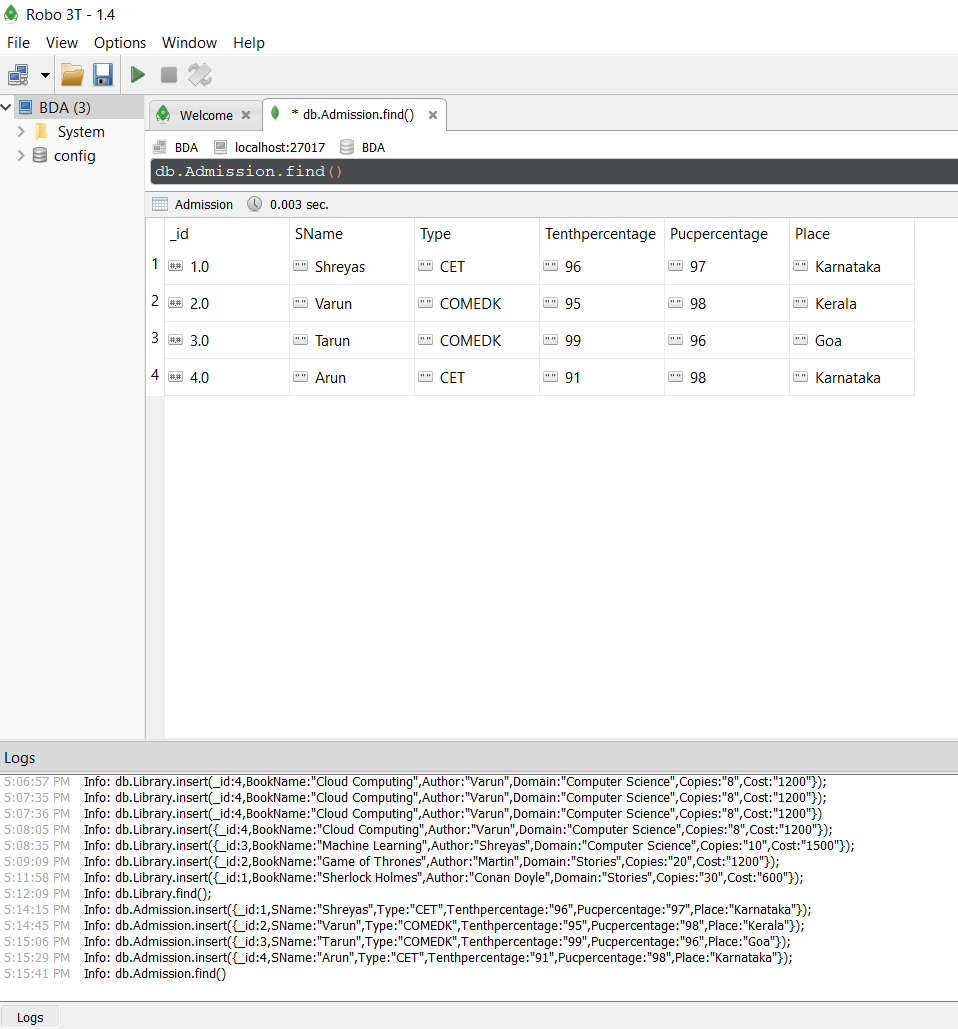 Robo 3T - 1.4
File View Options Window Help
BDA (3)
System
config
Welcome
* db.Admission.find()
BDA localhost:27017 BDA
db.Admission.find()
Admission 0.003 sec.
_id SName Type Tenthpercentage Pucpercentage Place
1 1.0 Shreyas CET 96 97 Karnataka
2 2.0 Varun COMEDK 95 98 Kerala
3 3.0 Tarun COMEDK 99 96 Goa
4 4.0 Arun CET 91 98 Karnataka
Logs
5:06:57 PM Info: db.Library.insert(_id:4,BookName:"Cloud Computing",Author:"Varun",Domain:"Computer Science",Copies:"8",Cost:"1200"});
5:07:35 PM Info: db.Library.insert(_id:4,BookName:"Cloud Computing",Author:"Varun",Domain:"Computer Science",Copies:"8",Cost:"1200"});
5:07:36 PM Info: db.Library.insert(_id:4,BookName:"Cloud Computing",Author:"Varun",Domain:"Computer Science",Copies:"8",Cost:"1200"})
5:08:05 PM Info: db.Library.insert({_id:4,BookName:"Cloud Computing",Author:"Varun",Domain:"Computer Science",Copies:"8",Cost:"1200"});
5:08:35 PM Info: db.Library.insert({_id:3,BookName:"Machine Learning",Author:"Shreyas",Domain:"Computer Science",Copies:"10",Cost:"1500"});
5:09:09 PM Info: db.Library.insert({_id:2,BookName:"Game of Thrones",Author:"Martin",Domain:"Stories",Copies:"20",Cost:"1200"});
5:11:58 PM Info: db.Library.insert({_id:1,BookName:"Sherlock Holmes",Author:"Conan Doyle",Domain:"Stories",Copies:"30",Cost:"600"});
5:12:09 PM Info: db.Library.find();
5:14:15 PM Info: db.Admission.insert({_id:1,SName:"Shreyas",Type:"CET",Tenthpercentage:"96",Pucpercentage:"97",Place:"Karnataka"});
5:14:45 PM Info: db.Admission.insert({_id:2,SName:"Varun",Type:"COMEDK",Tenthpercentage:"95",Pucpercentage:"98",Place:"Kerala"});
5:15:06 PM Info: db.Admission.insert({_id:3,SName:"Tarun",Type:"COMEDK",Tenthpercentage:"99",Pucpercentage:"96",Place:"Goa"});
5:15:29 PM Info: db.Admission.insert({_id:4,SName:"Arun",Type:"CET",Tenthpercentage:"91",Pucpercentage:"98",Place:"Karnataka"});
5:15:41 PM Info: db.Admission.find()
Logs